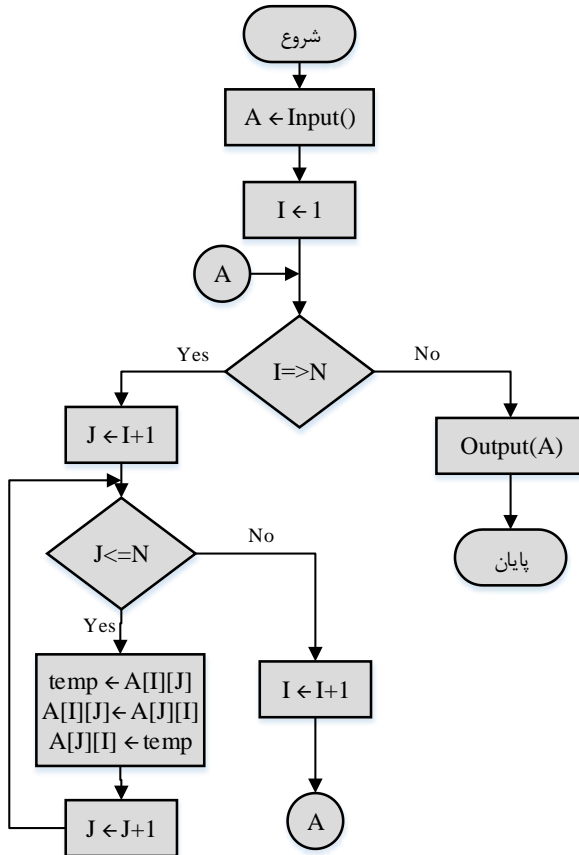 شروع
A ← Input()
I ← 1
A
I=>N
Yes
No
J ← I+1
Output(A)
J<=N
No
پایان
Yes
temp ← A[I][J]
A[I][J] ← A[J][I]
A[J][I] ← temp
I ← I+1
J ← J+1
A